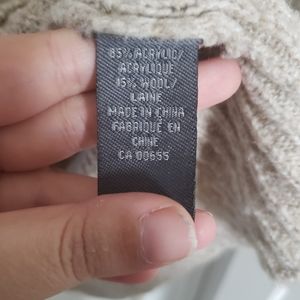 85% ACRYLIC/
ACRYLIQUE
15% WOOL/
LAINE
MADE IN CHINA
FABRIQUÉ EN
CHINE
CA 00655